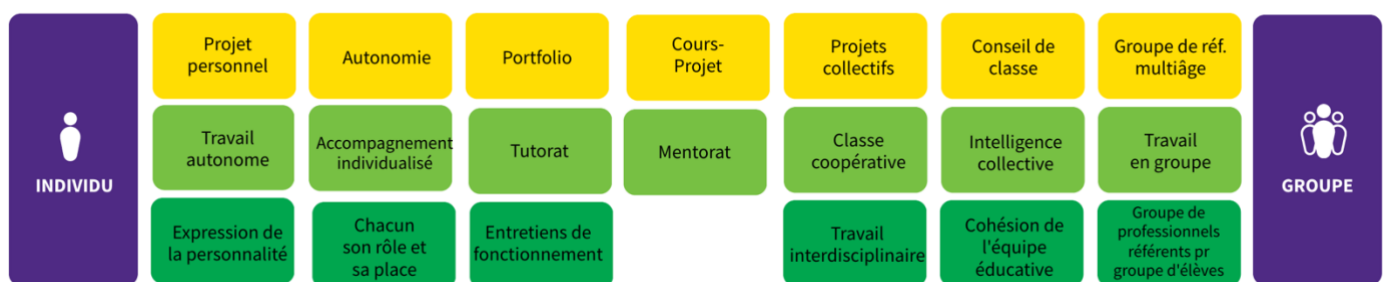 INDIVIDU
Projet
personnel
Autonomie
Portfolio
Cours-
Projet
Projets
collectifs
Conseil de
classe
Groupe de réf.
multiâge
Travail
autonome
Accompagnement
individualisé
Tutorat
Mentorat
Classe
coopérative
Intelligence
collective
Travail
en groupe
Expression de
la personnalité
Chacun
son rôle et
sa place
Entretiens de
fonctionnement
Travail
interdisciplinaire
Cohésion de
l'équipe
éducative
Groupe de
professionnels
référents pr
groupe d'élèves
GROUPE